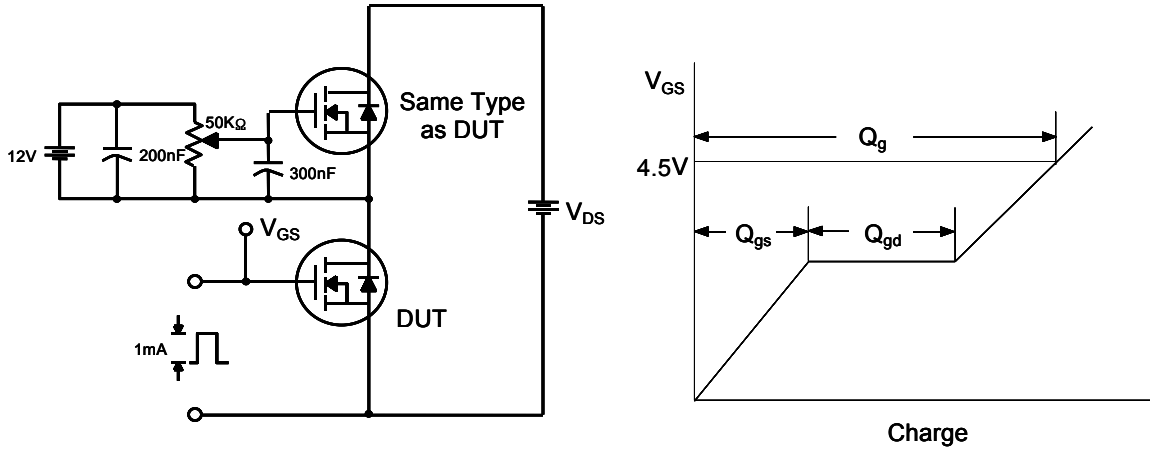 12V
200nF
50KΩ
300nF
Same Type
as DUT
VDS
VGS
DUT
1mA
VGS
4.5V
Qg
Qgs
Qgd
Charge